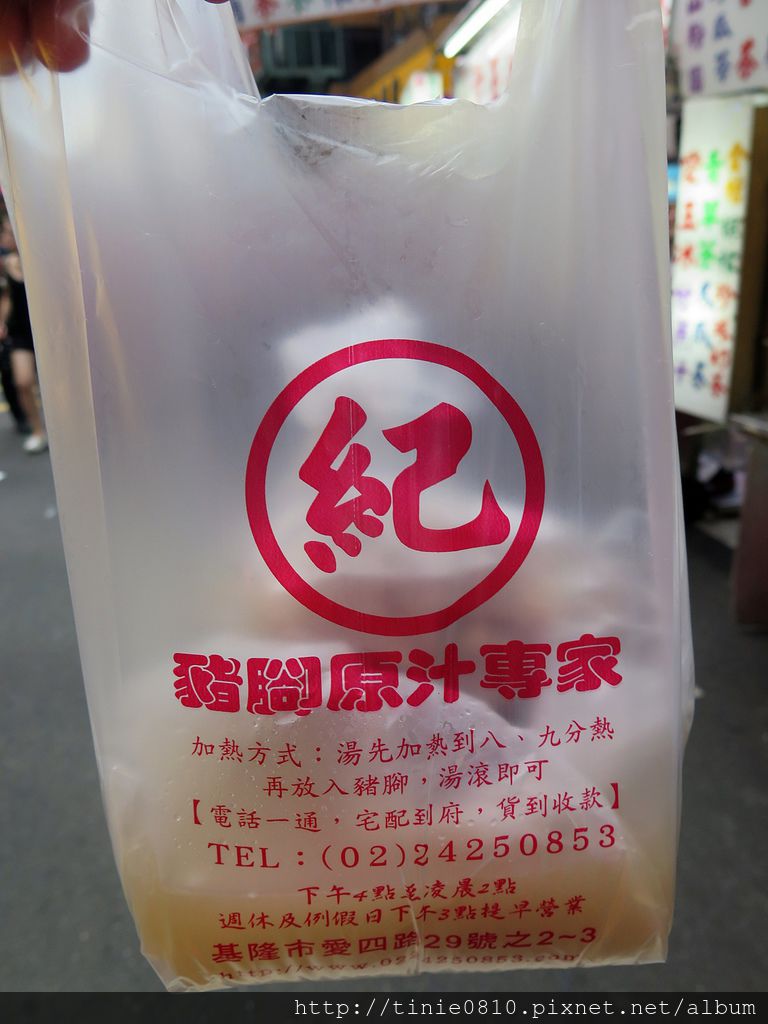 紀
豬腳原汁專家
加熱方式：湯先加熱到八、九分熱
再放入豬腳，湯滾即可
【電話一通，宅配到府，貨到收款】
TEL：(02)24250853
下午4點至凌晨2點
週休及例假日下午3點提早營業
基隆市愛四路29號之2~3
http://www.0224250853.com
http://tinie0810.pixnet.net/album